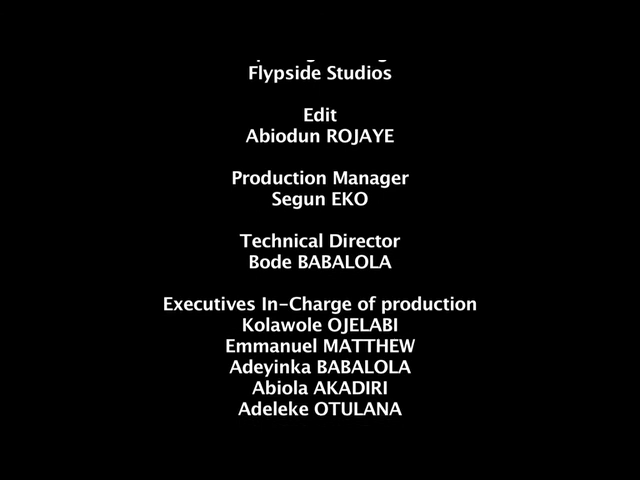 Flypside Studios
Edit
Abiodun ROJAYE
Production Manager
Segun EKO
Technical Director
Bode BABALOLA
Executives In-Charge of production
Kolawole OJELABI
Emmanuel MATTHEW
Adeyinka BABALOLA
Abiola AKADIRI
Adeleke OTULANA